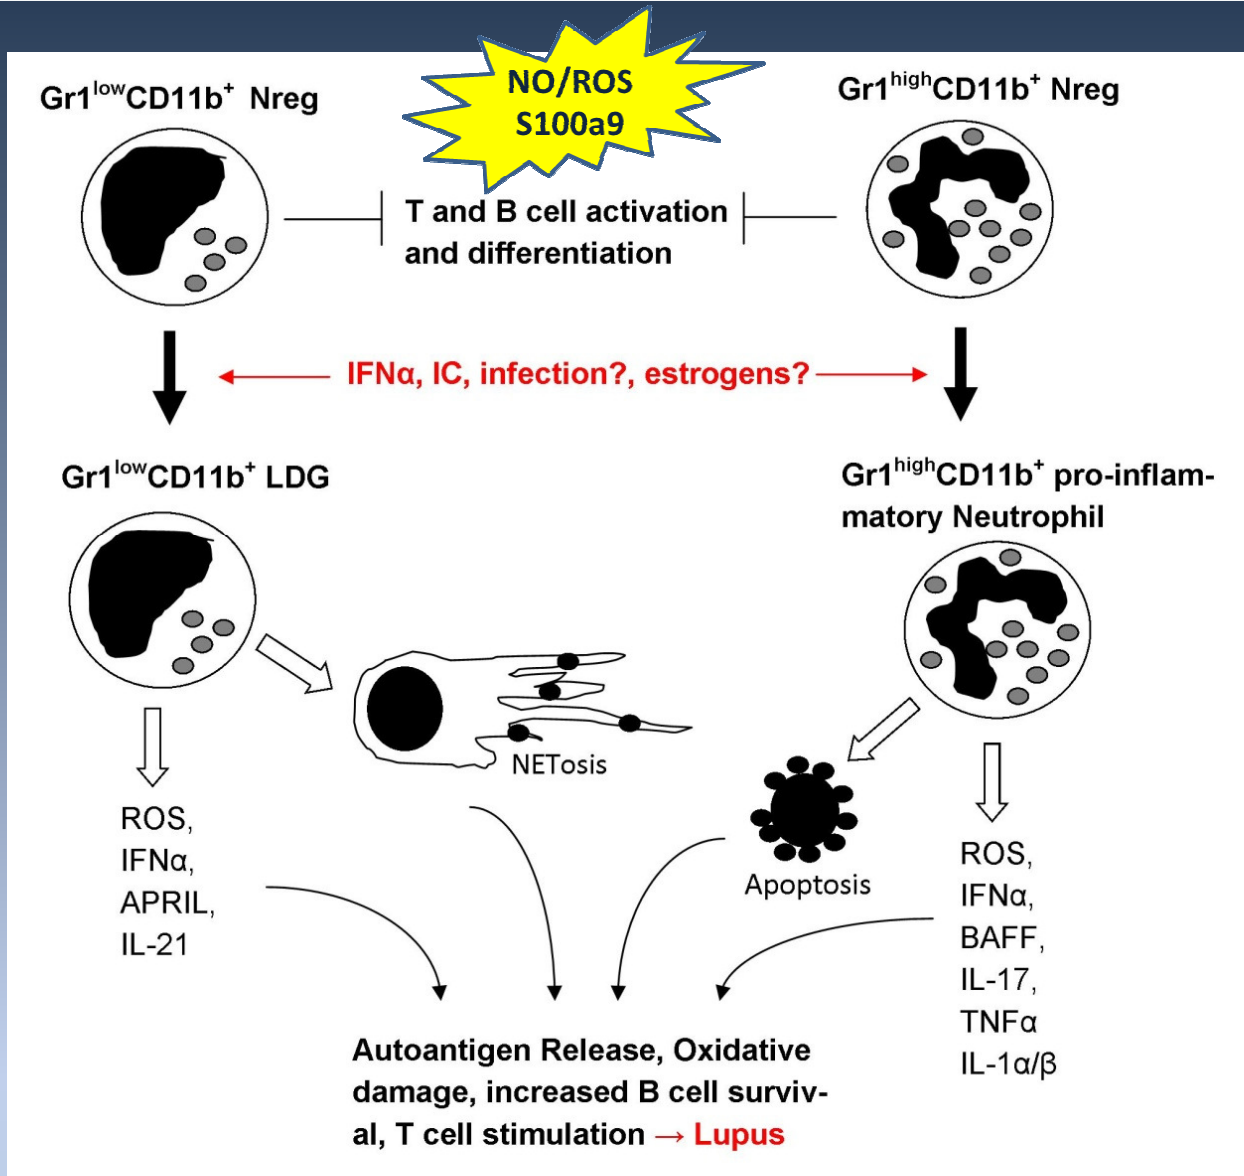 NO/ROS
S100a9
Gr1lowCD11b+ Nreg
Gr1highCD11b+ Nreg
T and B cell activation
and differentiation
IFNα, IC, infection?, estrogens?
Gr1lowCD11b+ LDG
Gr1highCD11b+ pro-inflam-
matory Neutrophil
NETosis
Apoptosis
ROS,
IFNα,
APRIL,
IL-21
ROS,
IFNα,
BAFF,
IL-17,
TNFα
IL-1α/β
Autoantigen Release, Oxidative
damage, increased B cell surviv-
al, T cell stimulation → Lupus